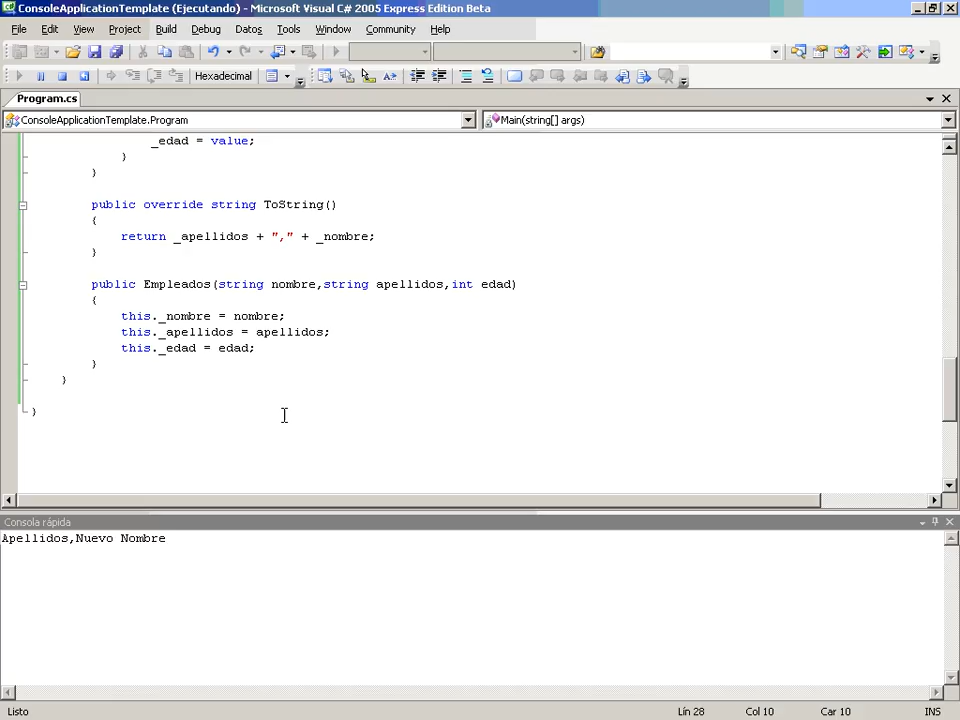 ConsoleApplicationTemplate (Ejecutando) - Microsoft Visual C# 2005 Express Edition Beta
File Edit View Project Build Debug Datos Tools Window Community Help
Hexadecimal
Program.cs
ConsoleApplicationTemplate.Program Main(string[] args)
_edad = value;
}
}
public override string ToString()
{
return _apellidos + "," + _nombre;
}
public Empleados(string nombre,string apellidos,int edad)
{
this._nombre = nombre;
this._apellidos = apellidos;
this._edad = edad;
}
}
}
Consola rápida
Apellidos,Nuevo Nombre
Listo Lín 28 Col 10 Car 10 INS